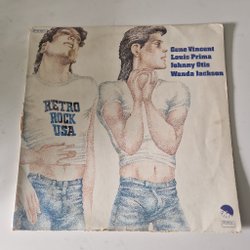 Gene Vincent
Louis Prima
Johnny Otis
Wanda Jackson
RETRO
ROCK
USA